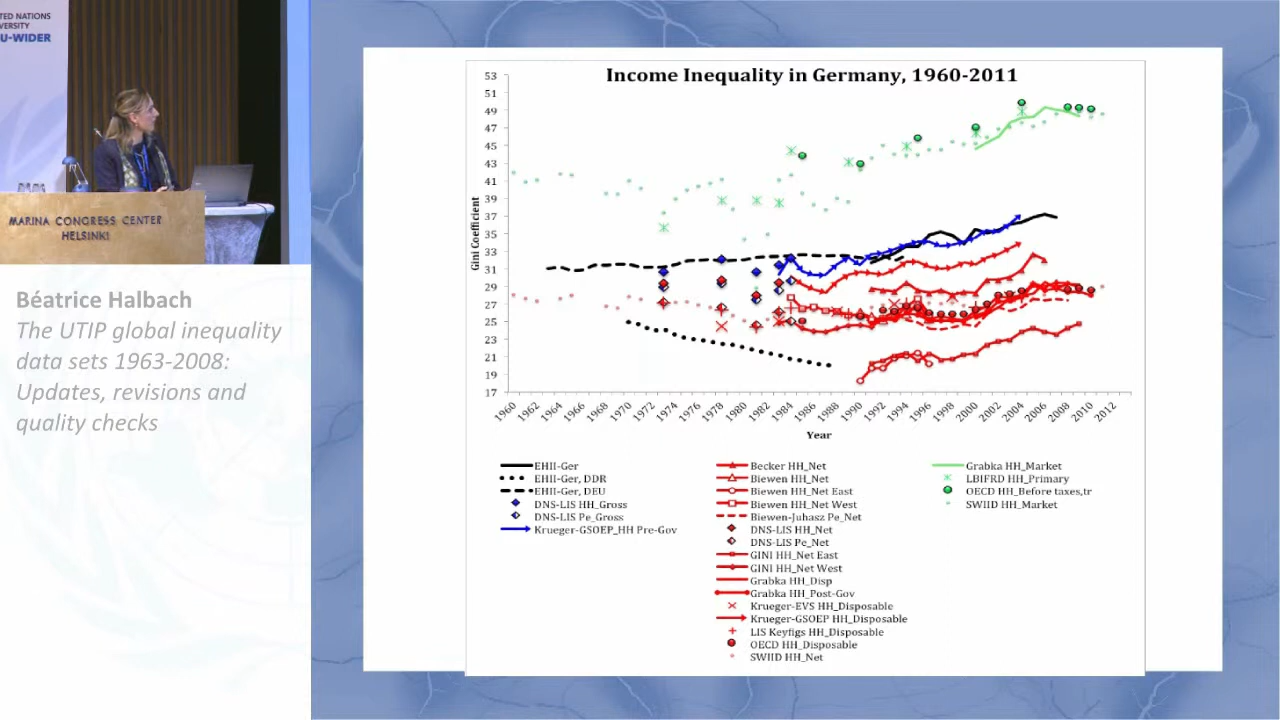 TED NATIONS
VERSITY
U-WIDER
MARINA CONGRESS CENTER
HELSINKI
Béatrice Halbach
The UTIP global inequality
data sets 1963-2008:
Updates, revisions and
quality checks
Income Inequality in Germany, 1960-2011
Gini Coefficient
53
51
49
47
45
43
41
39
37
35
33
31
29
27
25
23
21
19
17
1960 1962 1964 1966 1968 1970 1972 1974 1976 1978 1980 1982 1984 1986 1988 1990 1992 1994 1996 1998 2000 2002 2004 2006 2008 2010 2012
Year
EHII-Ger
EHII-Ger, DDR
EHII-Ger, DEU
DNS-LIS HH_Gross
DNS-LIS Pe_Gross
Krueger-GSOEP_HH Pre-Gov
Becker HH_Net
Biewen HH_Net
Biewen HH_Net East
Biewen HH_Net West
Biewen-Juhasz Pe_Net
DNS-LIS HH_Net
DNS-LIS Pe_Net
GINI HH_Net East
GINI HH_Net West
Grabka HH_Disp
Grabka HH_Post-Gov
Krueger-EVS HH_Disposable
Krueger-GSOEP HH_Disposable
LIS Keyfigs HH_Disposable
OECD HH_Disposable
SWIID HH_Net
Grabka HH_Market
LBIFRD HH_Primary
OECD HH_Before taxes,tr
SWIID HH_Market